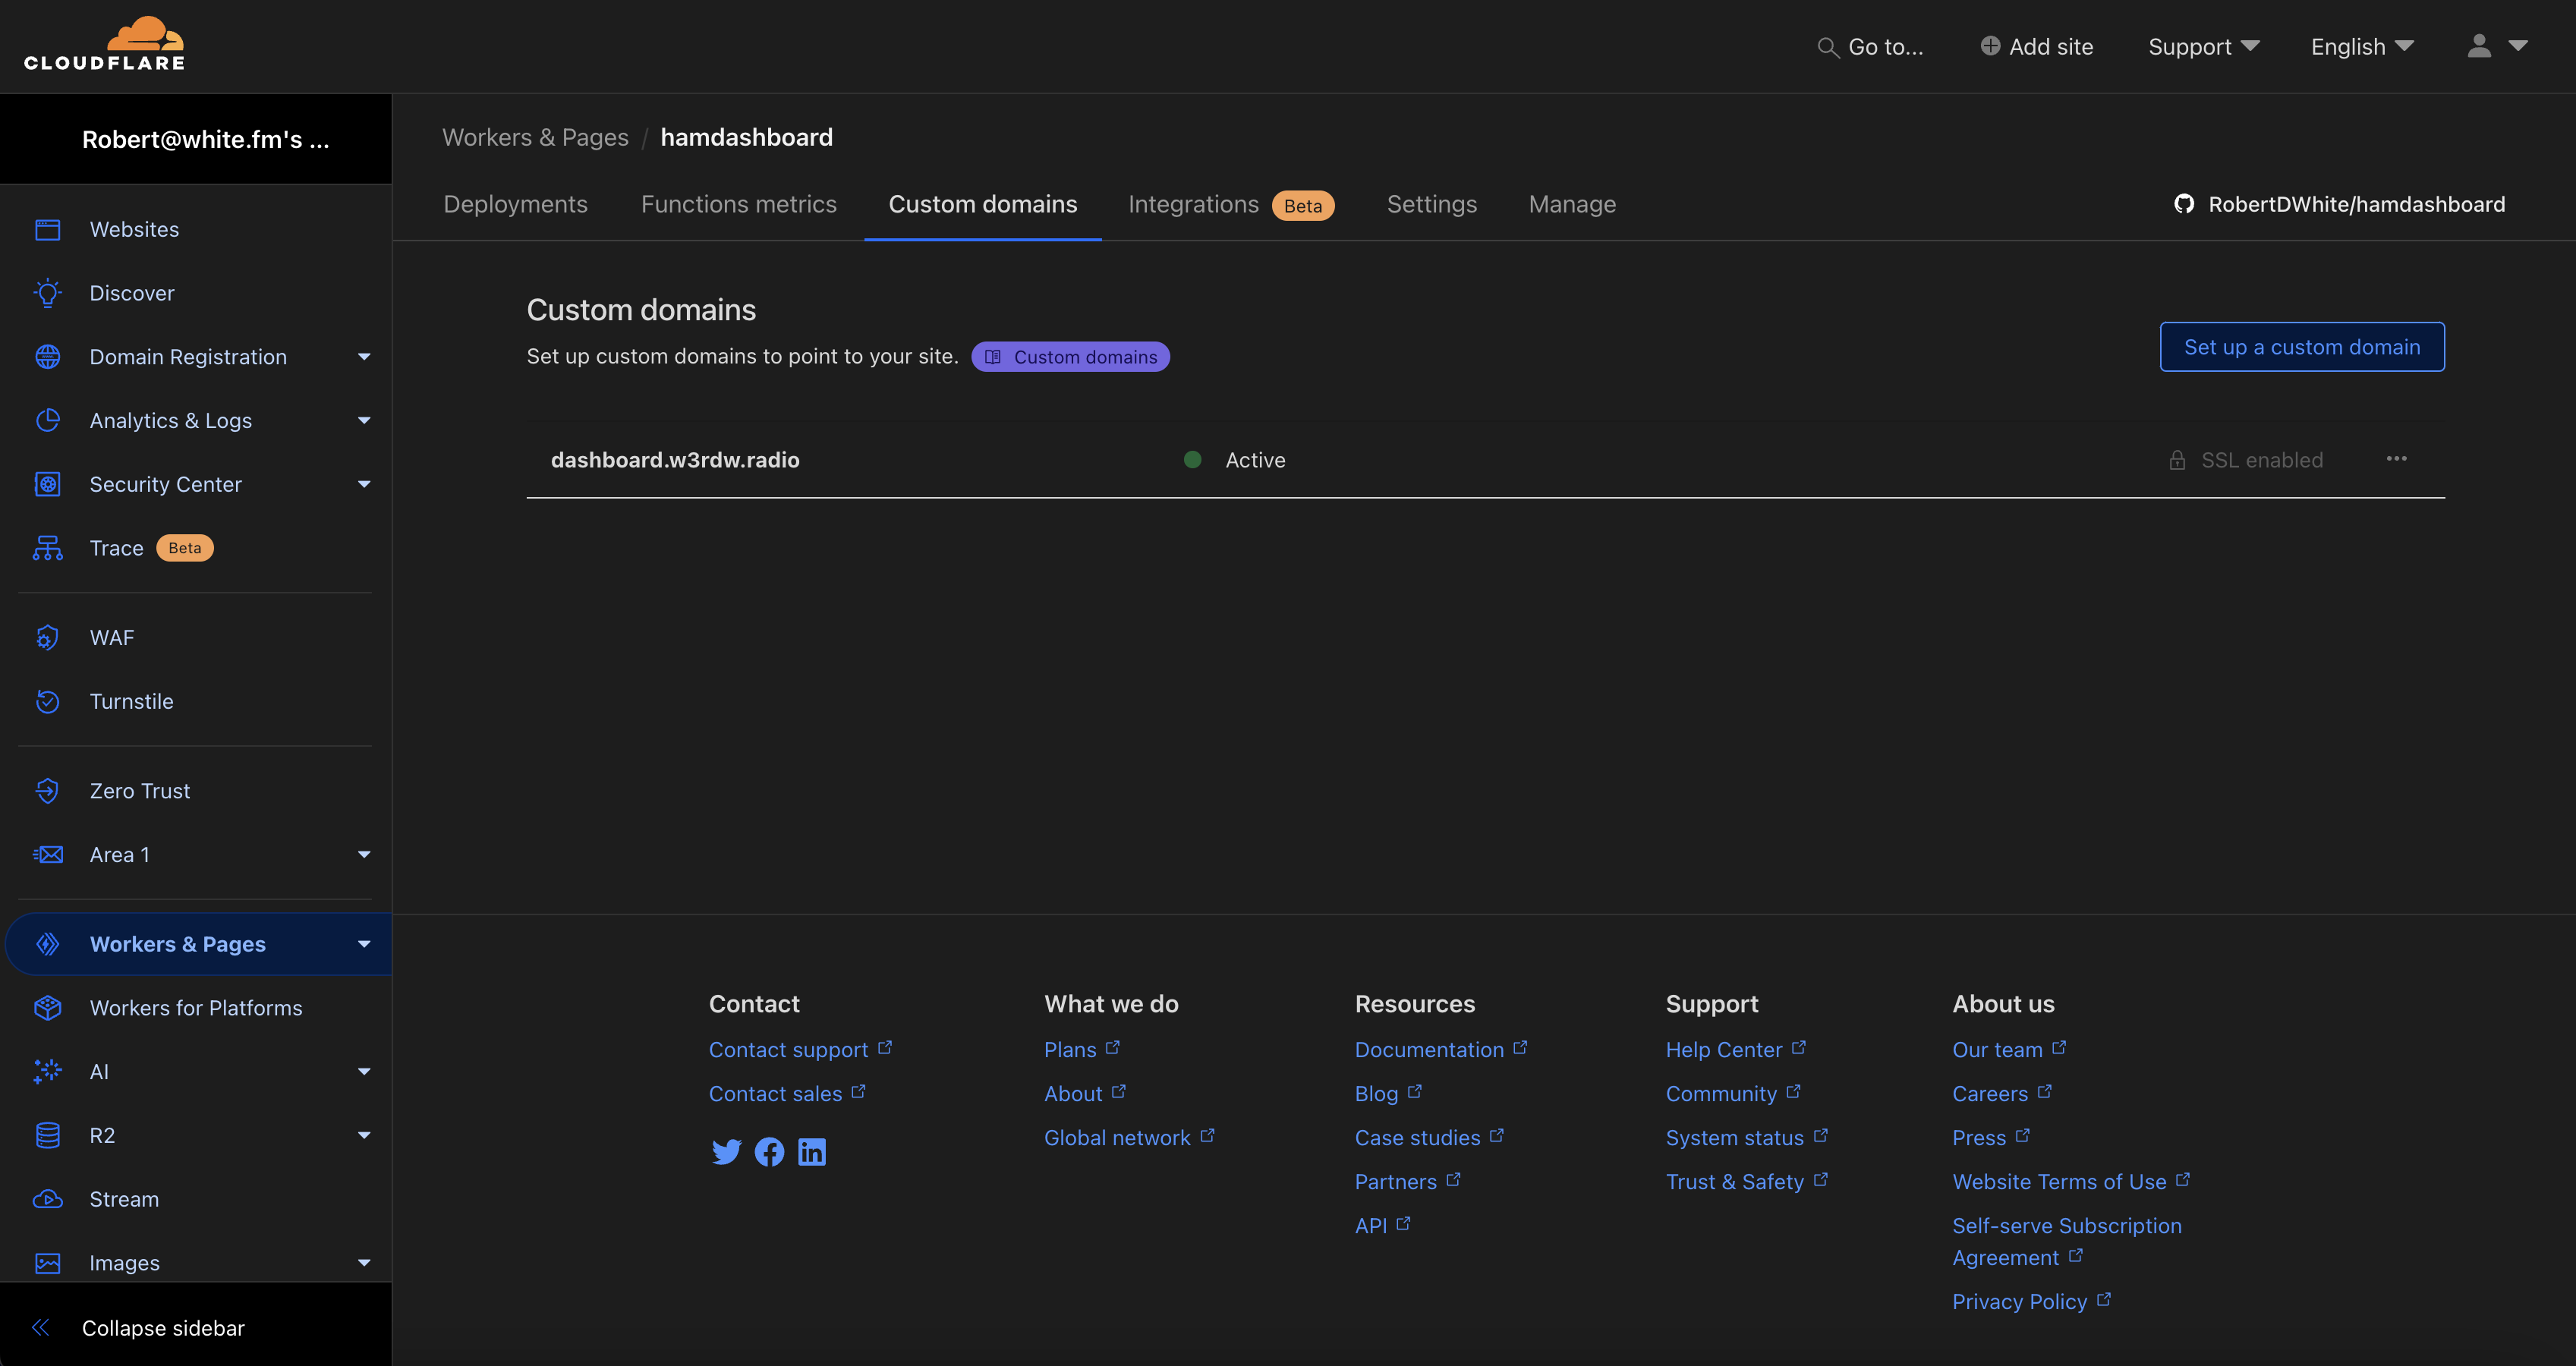 CLOUDFLARE
Go to...
Add site
Support
English
Robert@white.fm's ...
Websites
Discover
Domain Registration
Analytics & Logs
Security Center
Trace Beta
WAF
Turnstile
Zero Trust
Area 1
Workers & Pages
Workers for Platforms
AI
R2
Stream
Images
Collapse sidebar
Workers & Pages / hamdashboard
Deployments
Functions metrics
Custom domains
Integrations Beta
Settings
Manage
RobertDWhite/hamdashboard
Custom domains
Set up custom domains to point to your site. Custom domains
Set up a custom domain
dashboard.w3rdw.radio
Active
SSL enabled
Contact
Contact support
Contact sales
What we do
Plans
About
Global network
Resources
Documentation
Blog
Case studies
Partners
API
Support
Help Center
Community
System status
Trust & Safety
About us
Our team
Careers
Press
Website Terms of Use
Self-serve Subscription
Agreement
Privacy Policy